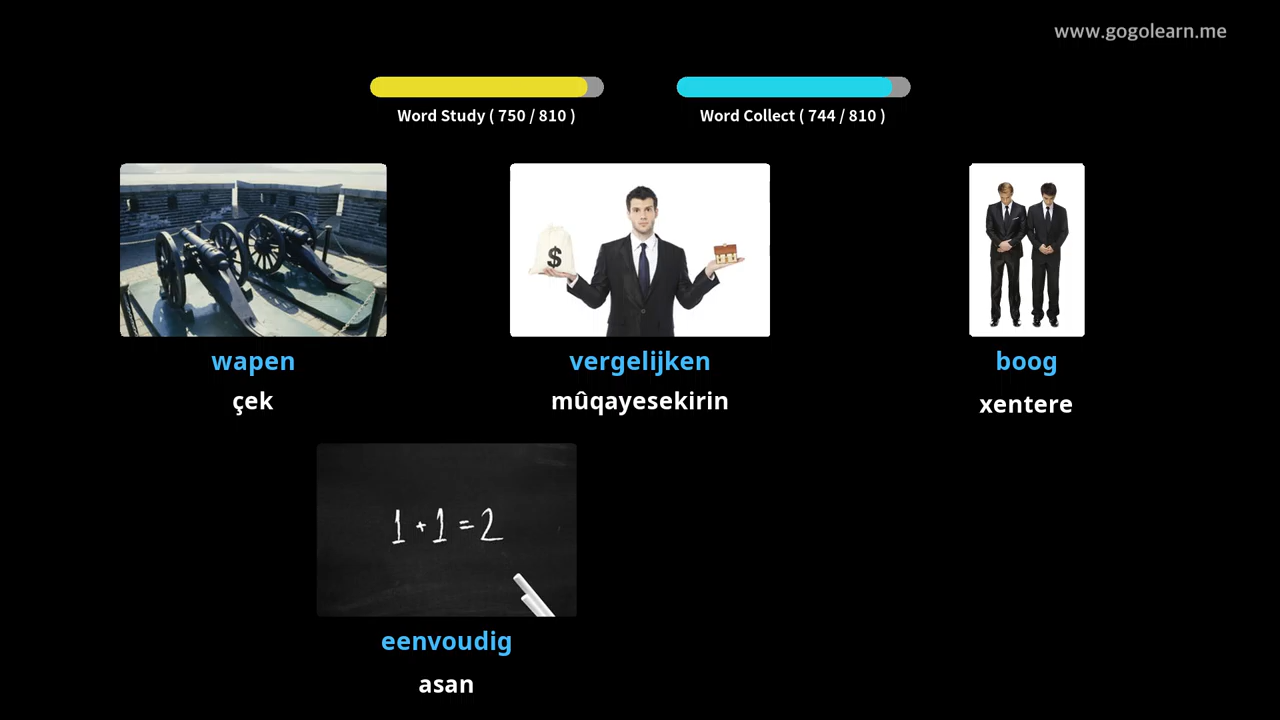 www.gogolearn.me
Word Study ( 750 / 810 )
Word Collect ( 744 / 810 )
$
wapen
çek
vergelijken
mûqayesekirin
boog
xentere
1 + 1 = 2
eenvoudig
asan